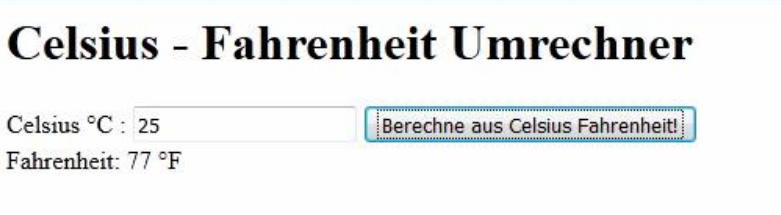 Celsius - Fahrenheit Umrechner
Celsius °C : 25 Berechne aus Celsius Fahrenheit!
Fahrenheit: 77 °F